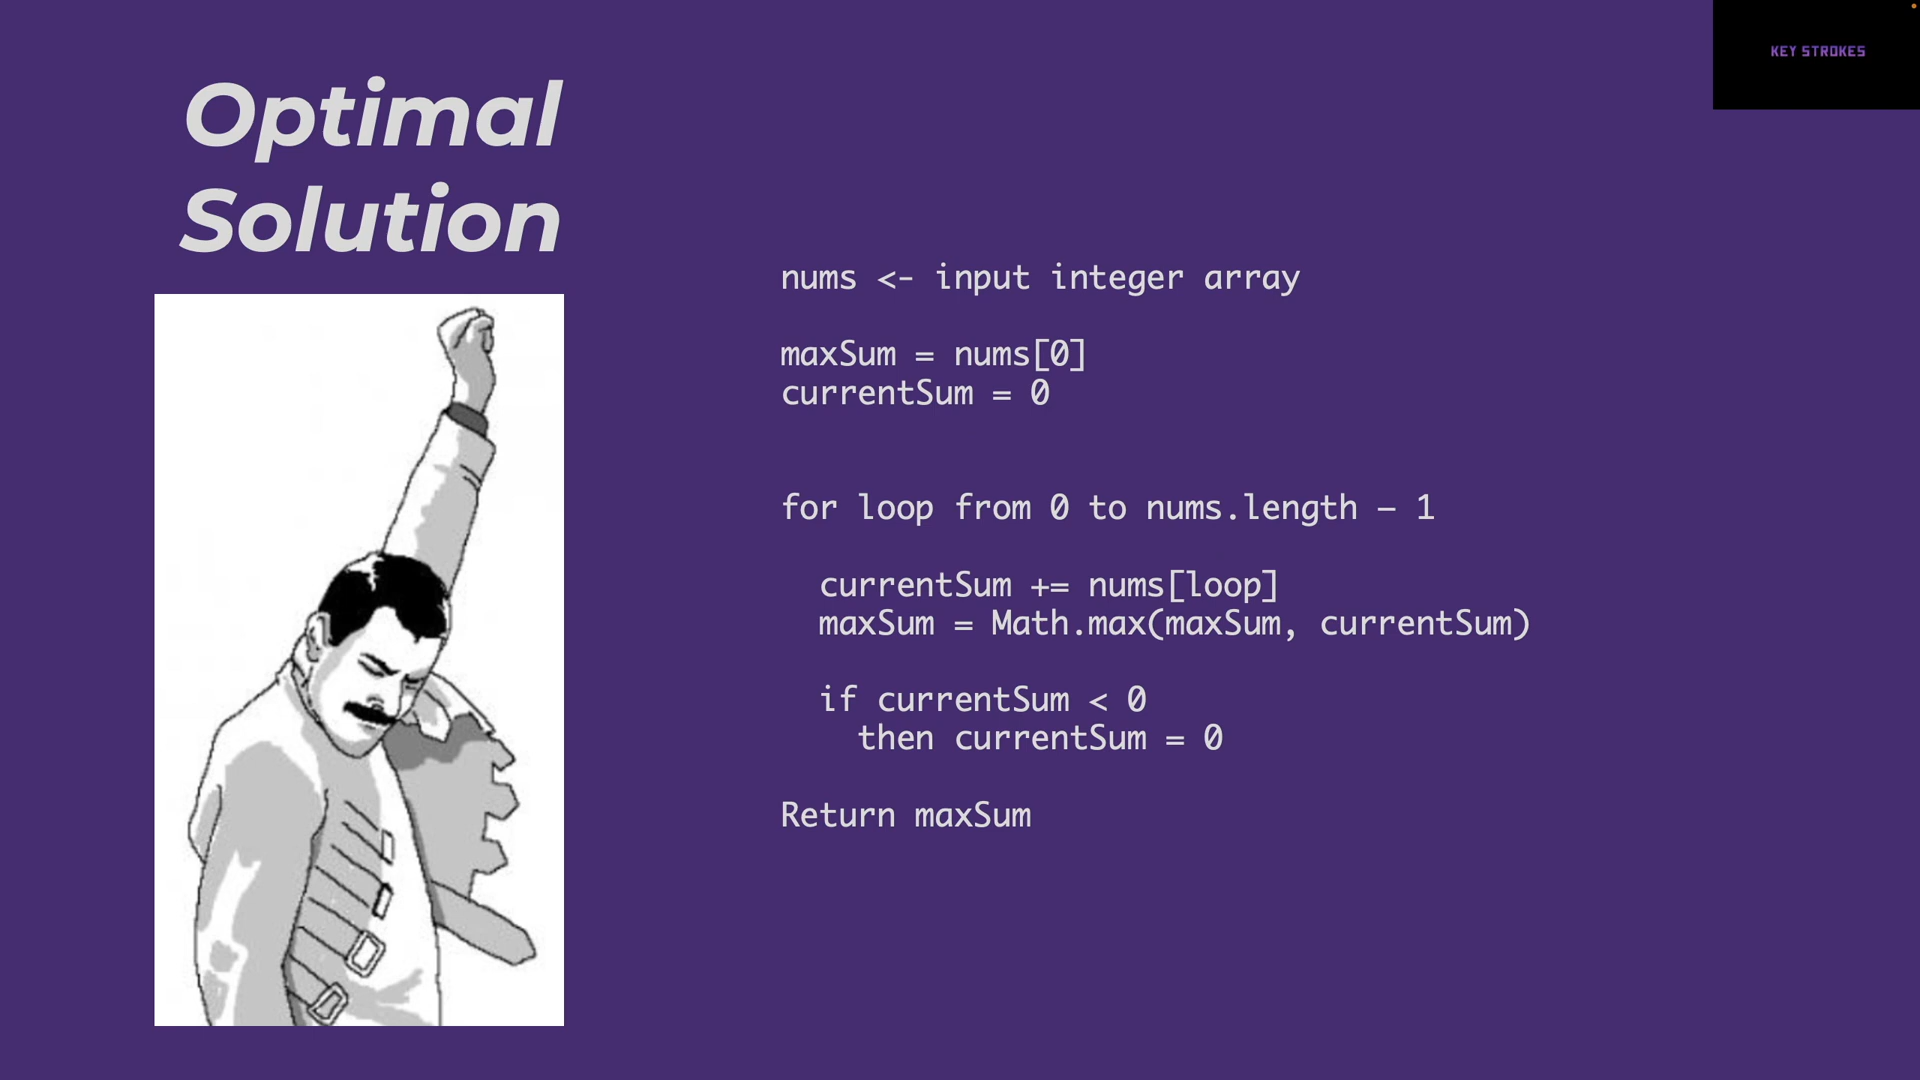 Optimal
Solution
KEY STROKES
nums <- input integer array
maxSum = nums[0]
currentSum = 0
for loop from 0 to nums.length – 1
currentSum += nums[loop]
maxSum = Math.max(maxSum, currentSum)
if currentSum < 0
then currentSum = 0
Return maxSum